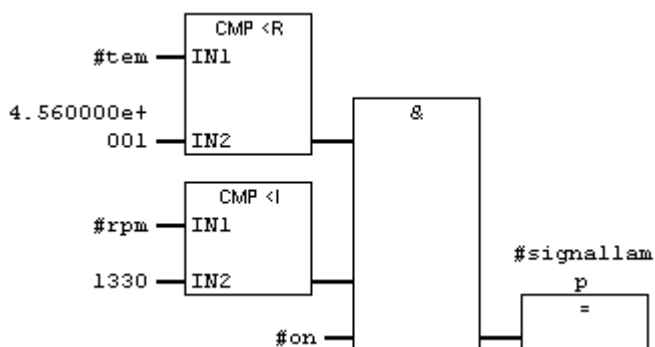 CMP <R
#tem IN1
4.560000e+
001 IN2
&
CMP <I
#rpm IN1
1330 IN2
#signallam
p
=
#on